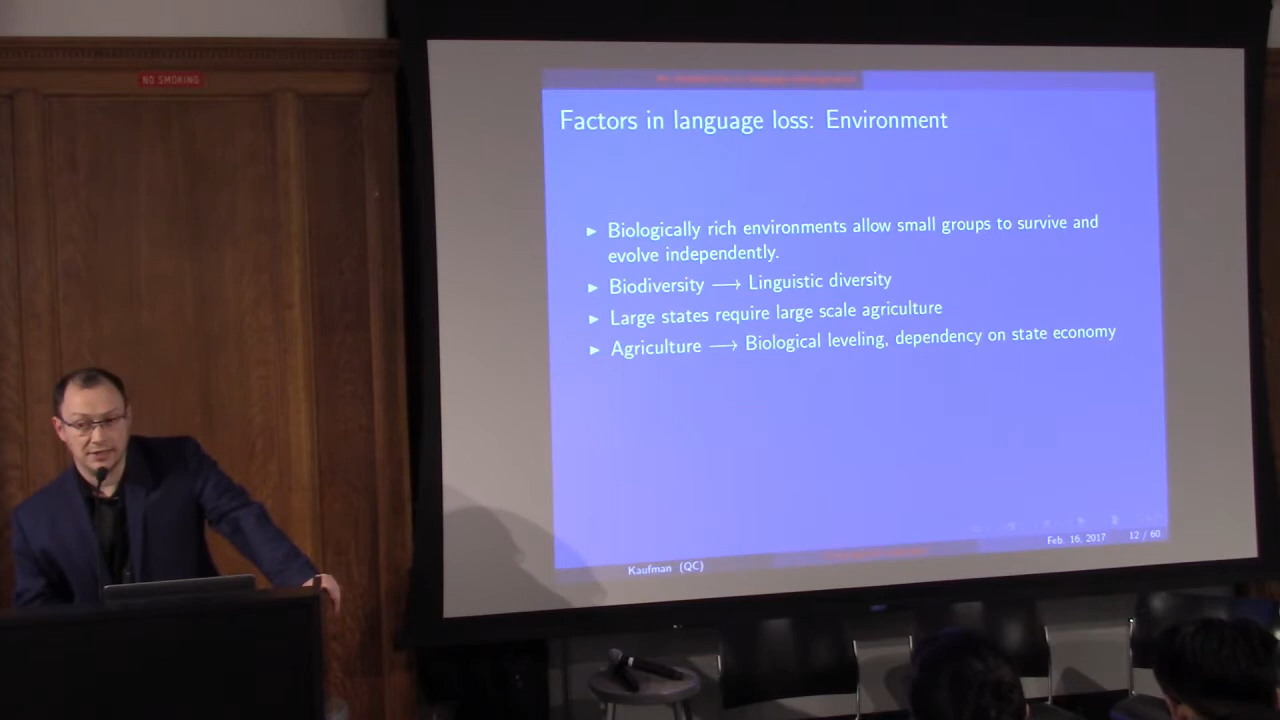 NO SMOKING
Factors in language loss: Environment
► Biologically rich environments allow small groups to survive and
evolve independently.
► Biodiversity ⟶ Linguistic diversity
► Large states require large scale agriculture
► Agriculture ⟶ Biological leveling, dependency on state economy
Kaufman (QC)
Feb. 16, 2017 12 / 60